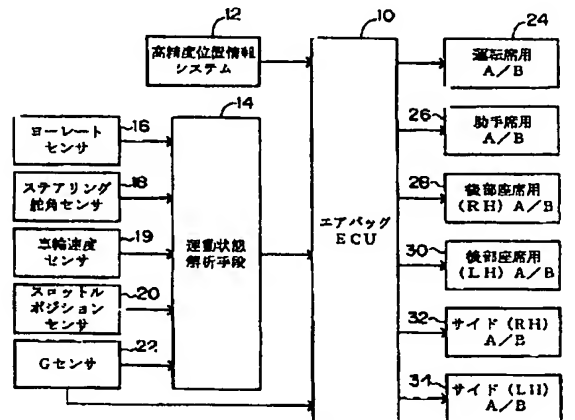 12
高精度位置情報
システム
10
24
運転席用
A/B
14
26
助手席用
A/B
16
ヨーレート
センサ
18
ステアリング
舵角センサ
28
後部座席用
(RH) A/B
19
車輪速度
センサ
運動状態
解析手段
エアバッグ
ECU
30
後部座席用
(LH) A/B
20
スロットル
ポジション
センサ
32
サイド (RH)
A/B
22
Gセンサ
34
サイド (LH)
A/B